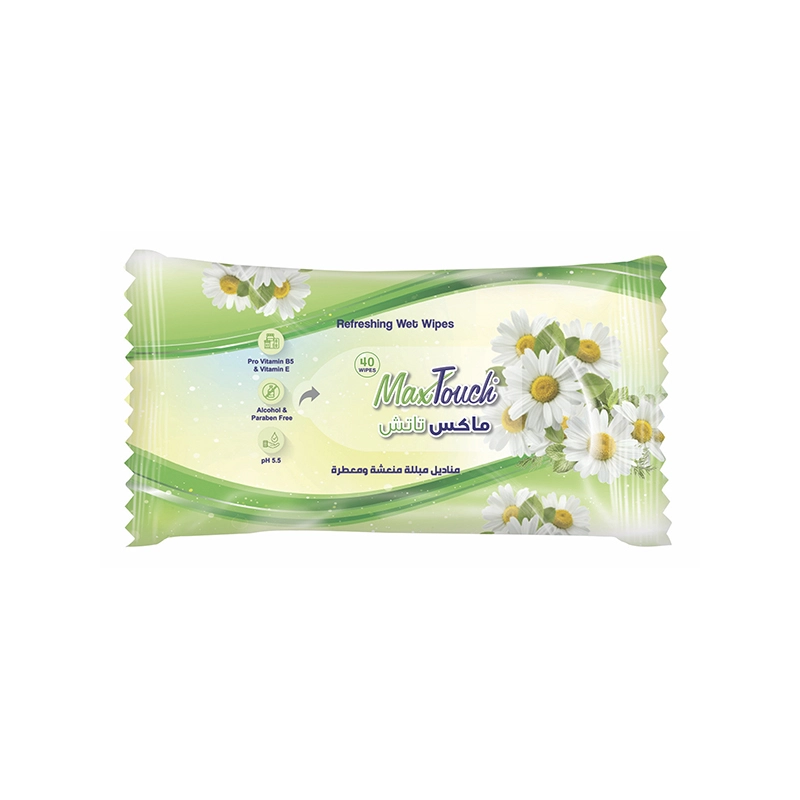 Refreshing Wet Wipes
Pro Vitamin B5
& Vitamin E
Alcohol &
Paraben Free
pH 5.5
40
WIPES
MaxTouch
ماكس تاتش
مناديل مبللة منعشة ومعطرة